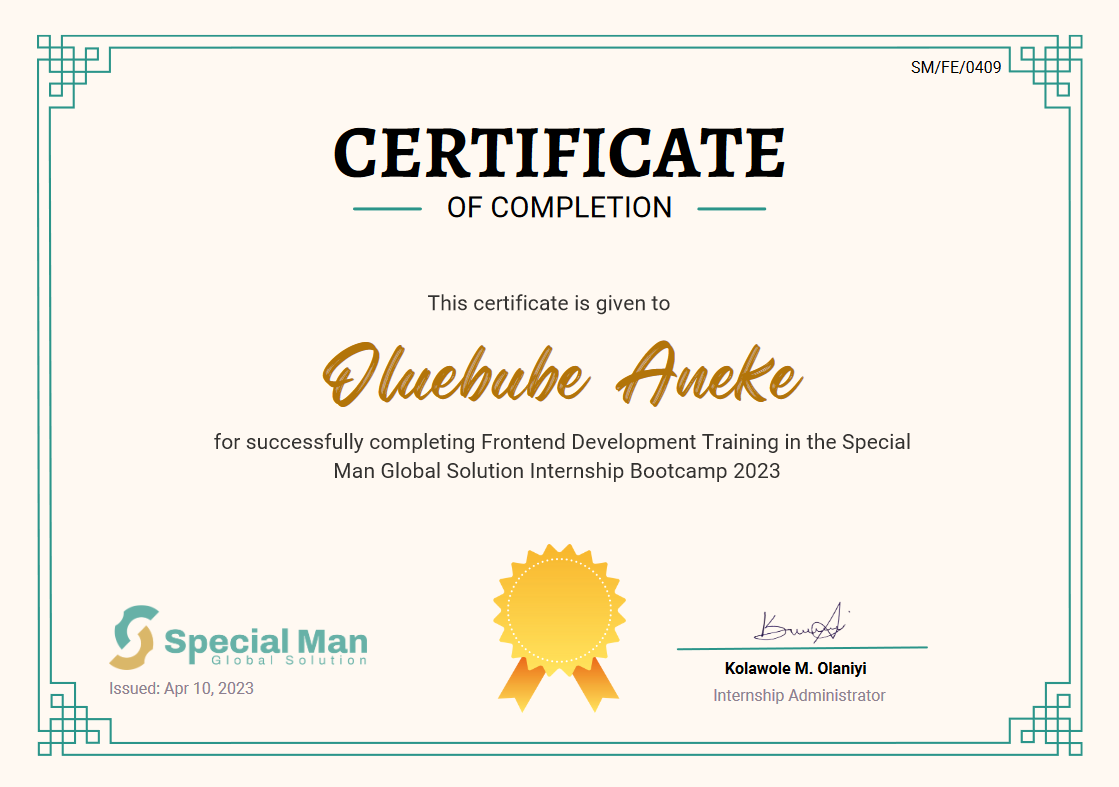 SM/FE/0409
CERTIFICATE
OF COMPLETION
This certificate is given to
Oluebube Aneke
for successfully completing Frontend Development Training in the Special
Man Global Solution Internship Bootcamp 2023
Special Man
Global Solution
Issued: Apr 10, 2023
Kolawole M. Olaniyi
Internship Administrator